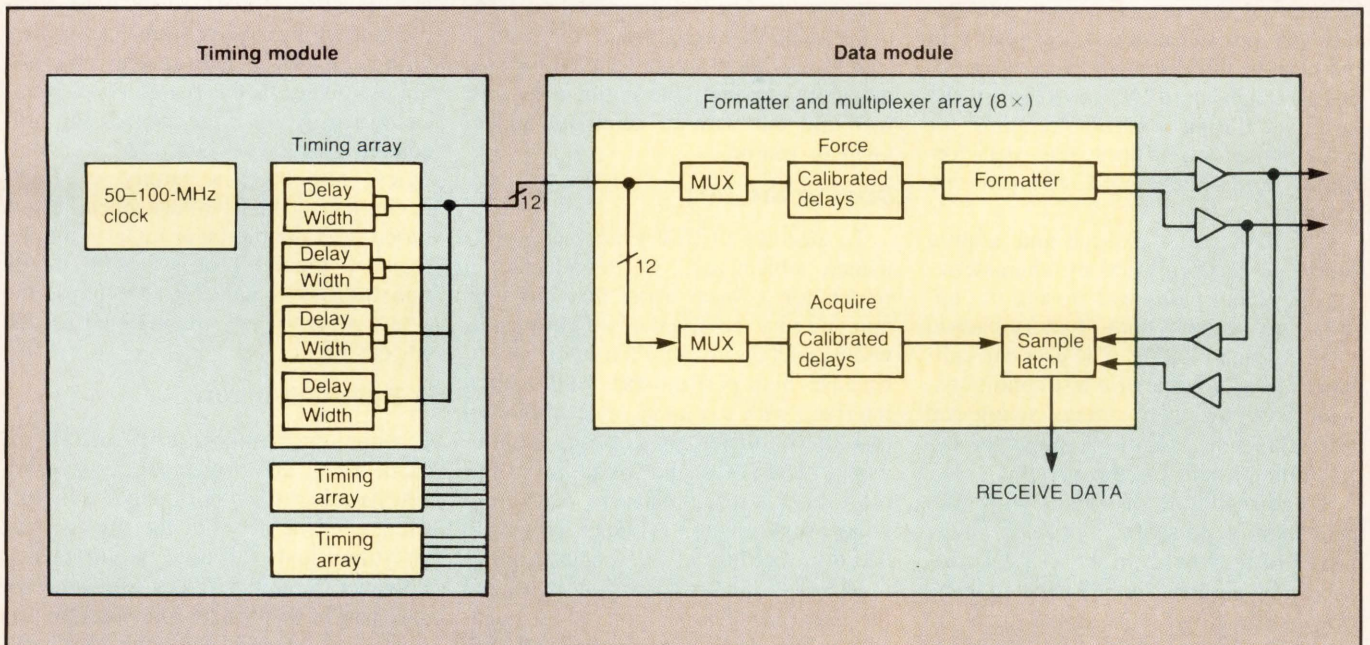 Timing module
50–100-MHz
clock
Timing array
Delay
Width
Delay
Width
Delay
Width
Delay
Width
Timing
array
Timing
array
12
Data module
Formatter and multiplexer array (8×)
Force
MUX
Calibrated
delays
Formatter
12
Acquire
MUX
Calibrated
delays
Sample
latch
RECEIVE DATA